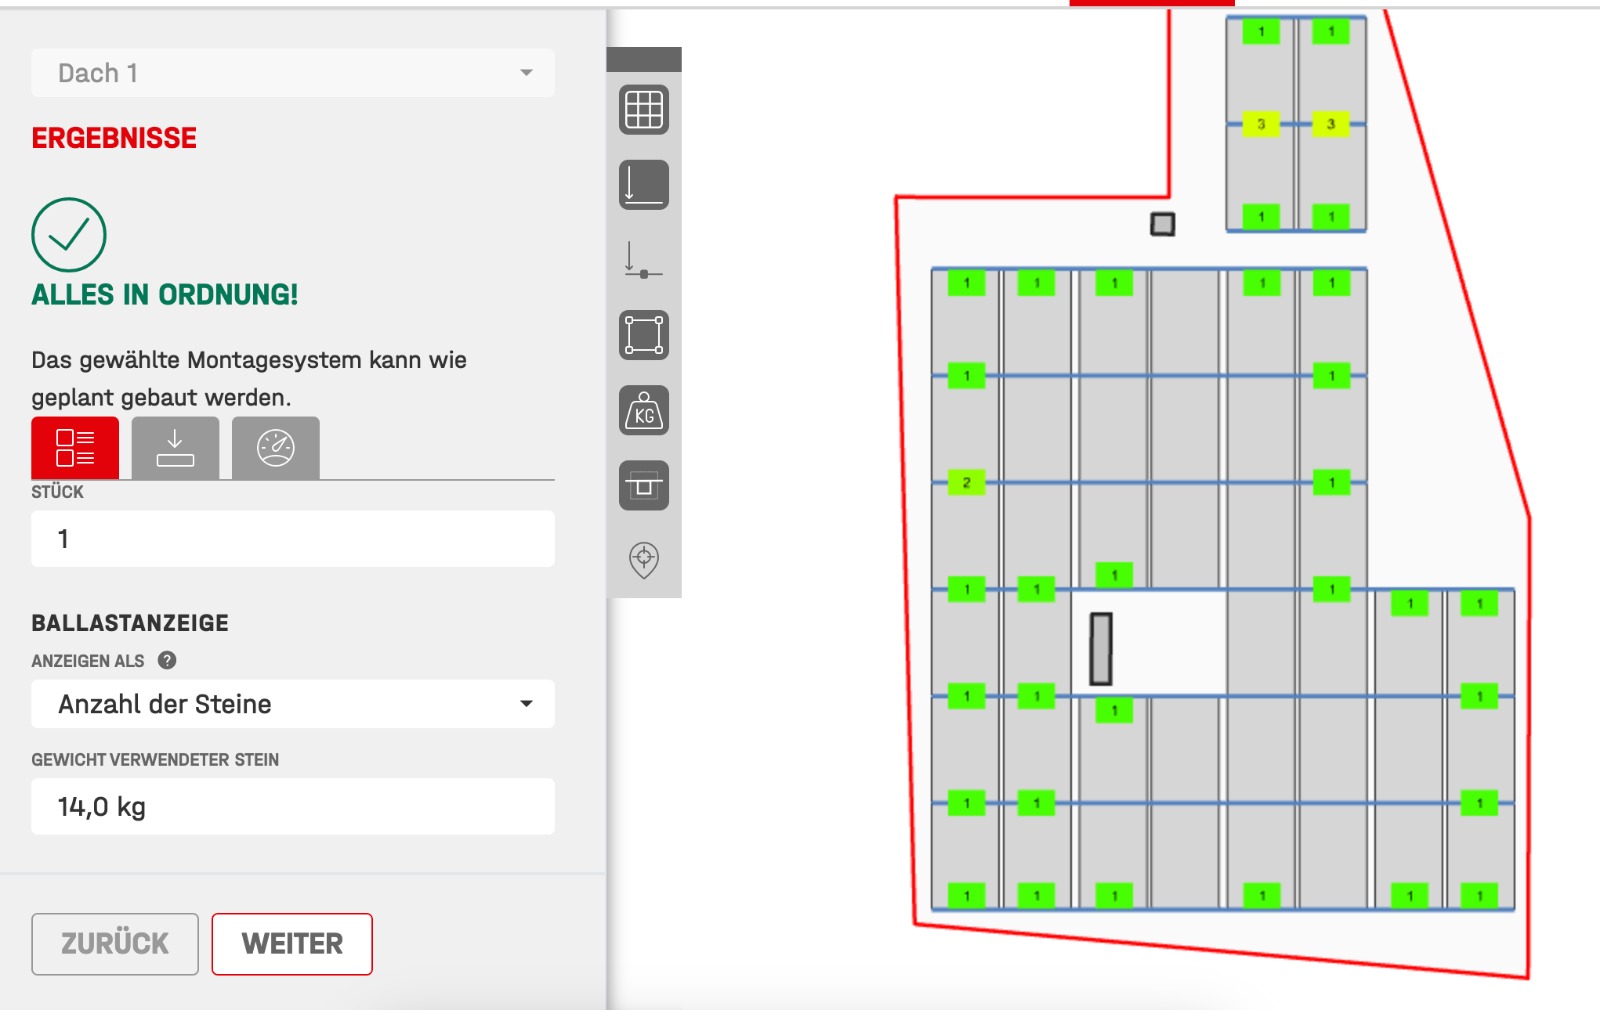 Dach 1
ERGEBNISSE
ALLES IN ORDNUNG!
Das gewählte Montagesystem kann wie
geplant gebaut werden.
STÜCK
1
BALLASTANZEIGE
ANZEIGEN ALS ?
Anzahl der Steine
GEWICHT VERWENDETER STEIN
14,0 kg
ZURÜCK WEITER
KG
1 1
3 3
1 1
1 1 1 1 1
1 1
2 1
1
1 1 1
1 1
1 1 1
1
1 1 1
1 1 1 1 1 1